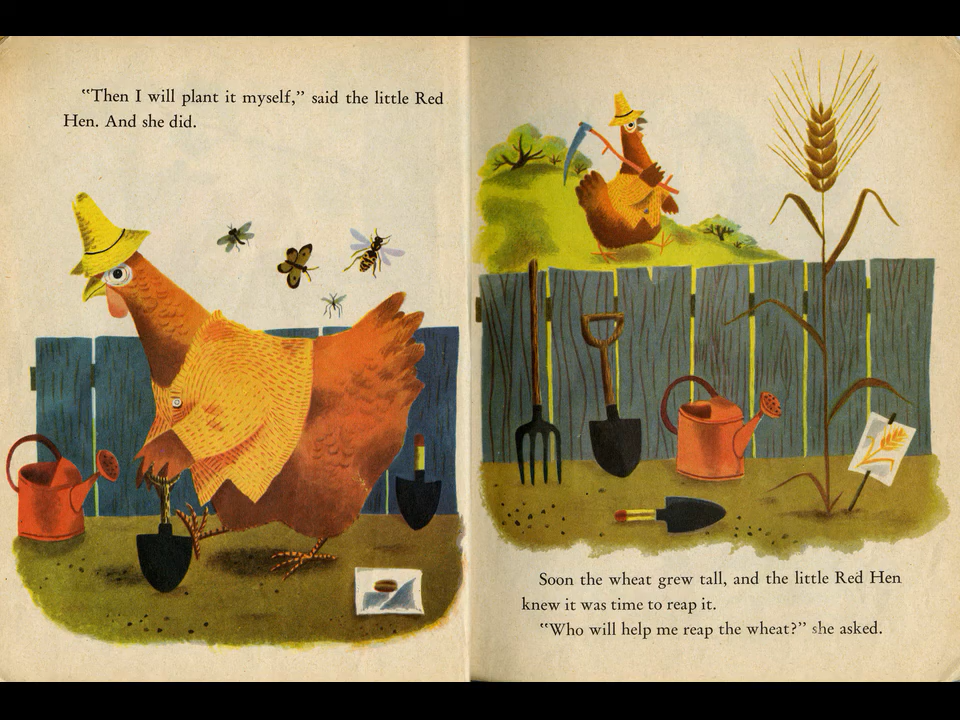 “Then I will plant it myself,” said the little Red
Hen. And she did.
Soon the wheat grew tall, and the little Red Hen
knew it was time to reap it.
“Who will help me reap the wheat?” she asked.